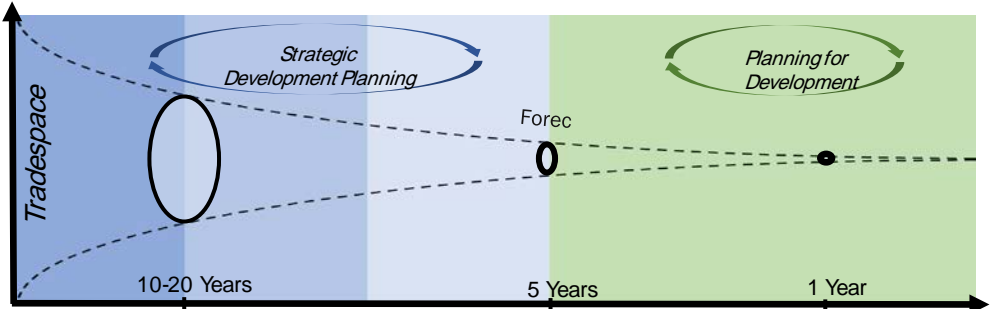 Strategic
Development Planning
Planning for
Development
Tradespace
Forec
10-20 Years
5 Years
1 Year